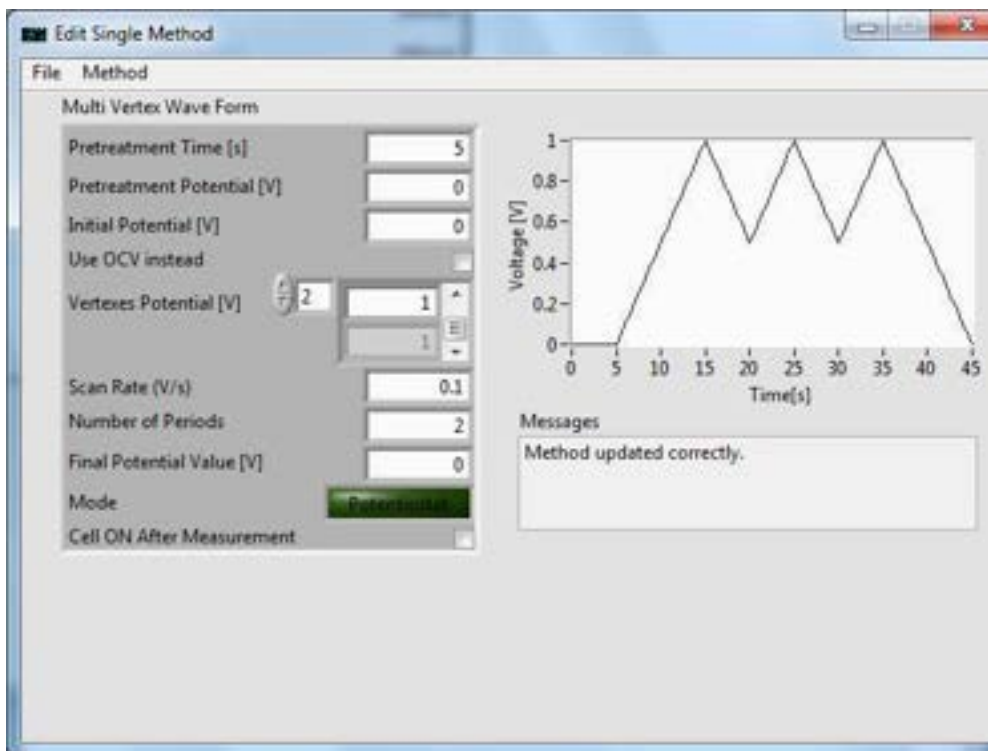 Edit Single Method
File Method
Multi Vertex Wave Form
Pretreatment Time [s] 5
Pretreatment Potential [V] 0
Initial Potential [V] 0
Use OCV instead
Vertexes Potential [V] 2 1
1
Scan Rate (V/s) 0.1
Number of Periods 2
Final Potential Value [V] 0
Mode Potentiostat
Cell ON After Measurement
Voltage [V]
1
0.8
0.6
0.4
0.2
0
0 5 10 15 20 25 30 35 40 45
Time[s]
Messages
Method updated correctly.